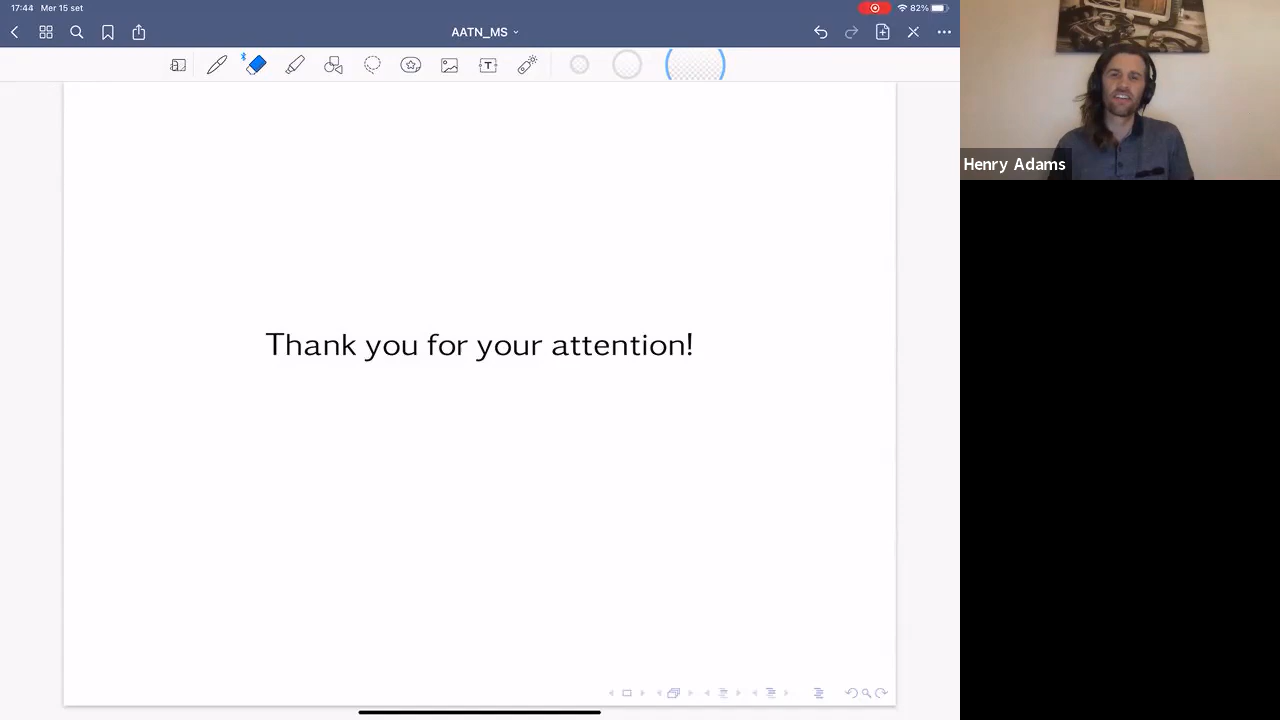 17:44 Mer 15 set
82%
AATN_MS
T
Thank you for your attention!
Henry Adams